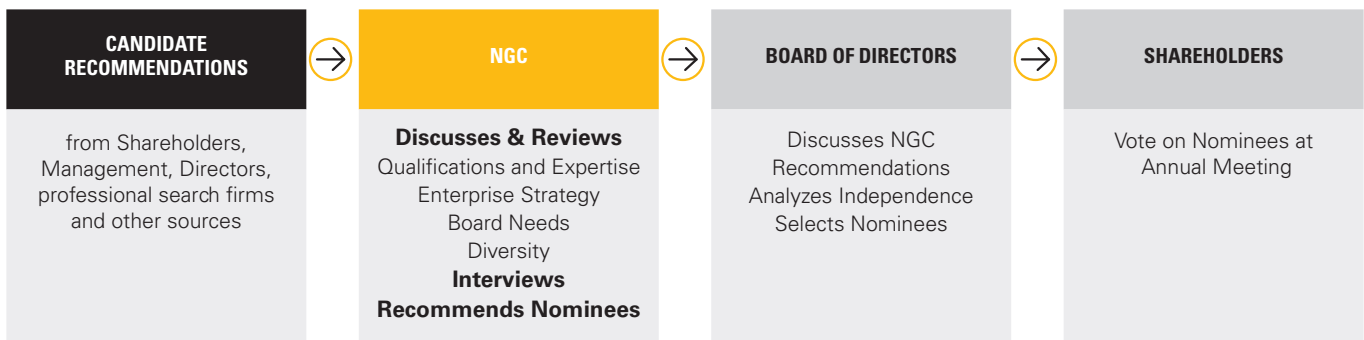 CANDIDATE
RECOMMENDATIONS
from Shareholders,
Management, Directors,
professional search firms
and other sources
NGC
Discusses & Reviews
Qualifications and Expertise
Enterprise Strategy
Board Needs
Diversity
Interviews
Recommends Nominees
BOARD OF DIRECTORS
Discusses NGC
Recommendations
Analyzes Independence
Selects Nominees
SHAREHOLDERS
Vote on Nominees at
Annual Meeting